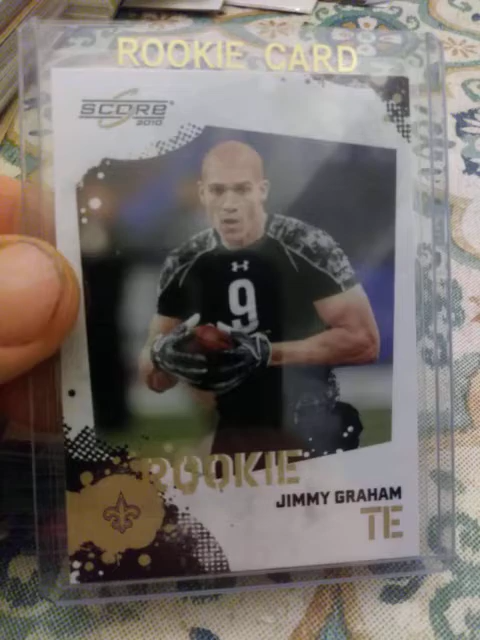 ROOKIE CARD
SCORE
2010
9
ROOKIE
JIMMY GRAHAM
TE